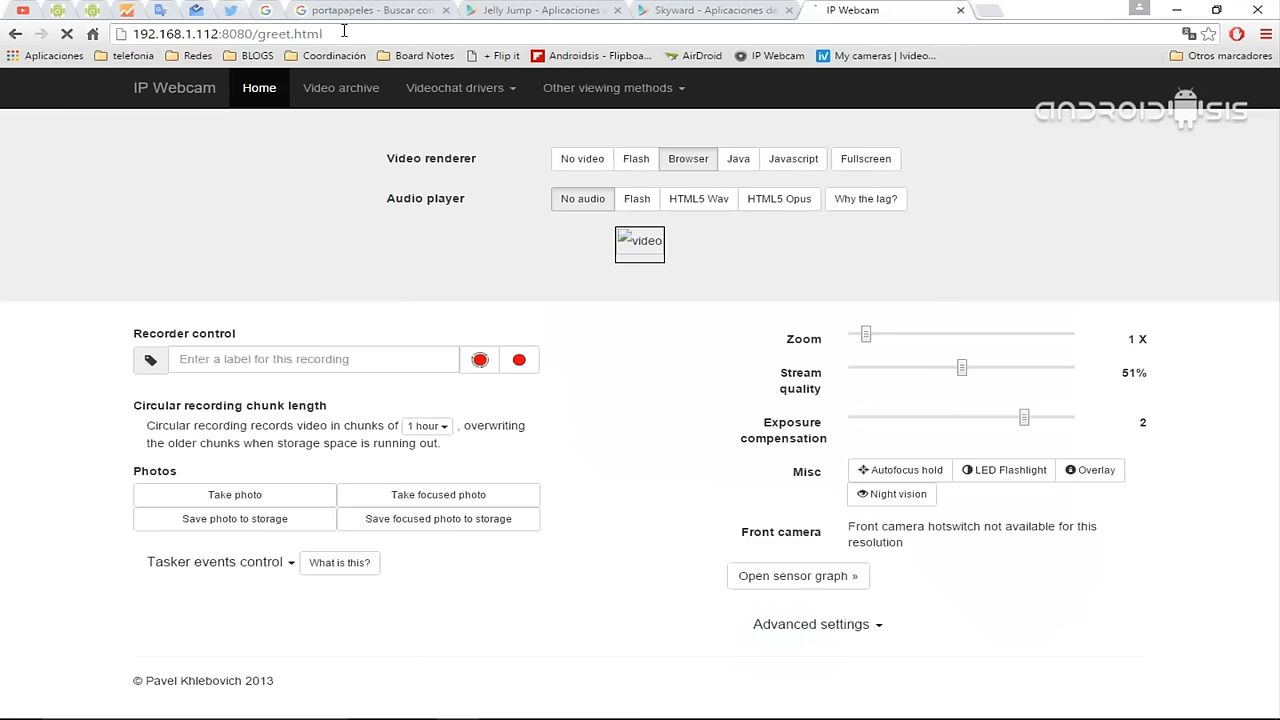 portapapeles - Buscar con
Jelly Jump - Aplicaciones
Skyward - Aplicaciones de
IP Webcam
192.168.1.112:8080/greet.html
Aplicaciones
telefonia
Redes
BLOGS
Coordinación
Board Notes
+ Flip it
Androidsis - Flipboa...
AirDroid
IP Webcam
My cameras | Ivideo...
Otros marcadores
IP Webcam
Home
Video archive
Videochat drivers
Other viewing methods
ANDROIDSIS
Video renderer
No video
Flash
Browser
Java
Javascript
Fullscreen
Audio player
No audio
Flash
HTML5 Wav
HTML5 Opus
Why the lag?
video
Recorder control
Enter a label for this recording
Circular recording chunk length
Circular recording records video in chunks of 1 hour , overwriting
the older chunks when storage space is running out.
Photos
Take photo
Take focused photo
Save photo to storage
Save focused photo to storage
Tasker events control
What is this?
Zoom
1 X
Stream
quality
51%
Exposure
compensation
2
Misc
Autofocus hold
LED Flashlight
Overlay
Night vision
Front camera
Front camera hotswitch not available for this
resolution
Open sensor graph »
Advanced settings
© Pavel Khlebovich 2013